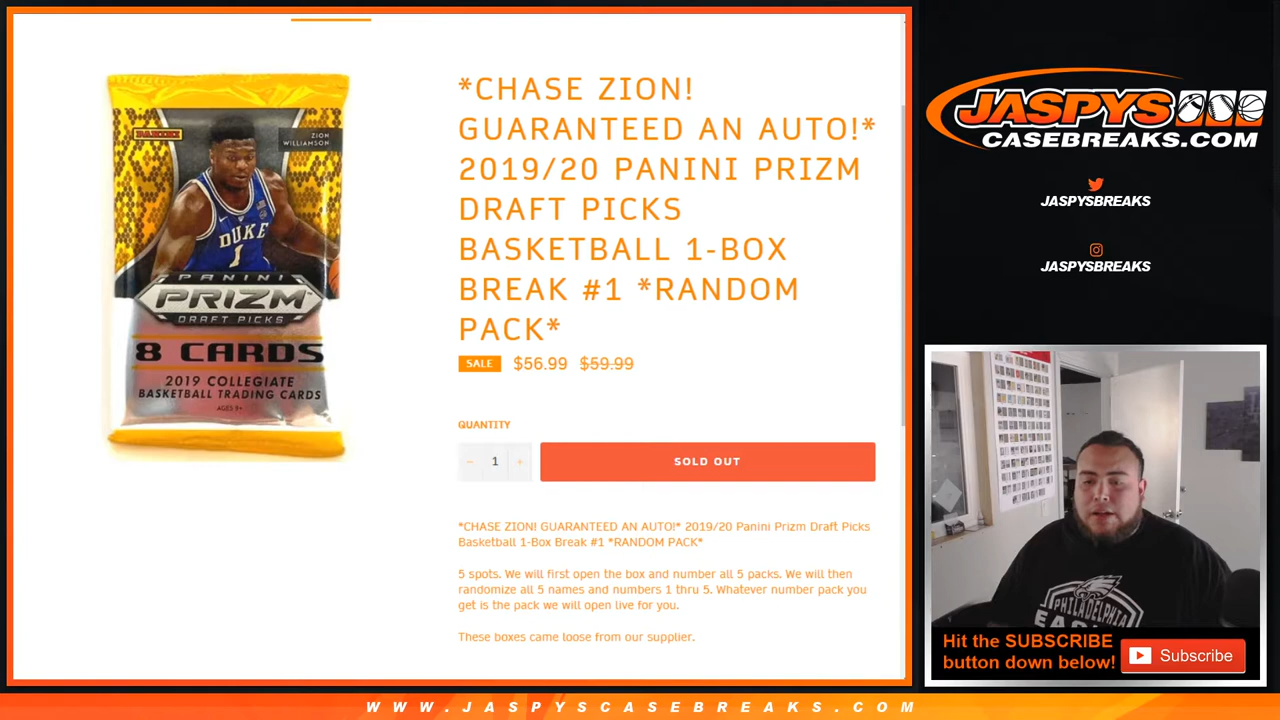 PANINI
ZION
WILLIAMSON
DUKE
1
PANINI
PRIZM
DRAFT PICKS
8 CARDS
2019 COLLEGIATE
BASKETBALL TRADING CARDS
AGES 9+
*CHASE ZION!
GUARANTEED AN AUTO!*
2019/20 PANINI PRIZM
DRAFT PICKS
BASKETBALL 1-BOX
BREAK #1 *RANDOM
PACK*
SALE $56.99 $59.99
QUANTITY
− 1 +
SOLD OUT
*CHASE ZION! GUARANTEED AN AUTO!* 2019/20 Panini Prizm Draft Picks
Basketball 1-Box Break #1 *RANDOM PACK*
5 spots. We will first open the box and number all 5 packs. We will then
randomize all 5 names and numbers 1 thru 5. Whatever number pack you
get is the pack we will open live for you.
These boxes came loose from our supplier.
JASPYS
CASEBREAKS.COM
JASPYSBREAKS
JASPYSBREAKS
PHILADELPHIA
Hit the SUBSCRIBE
button down below!
Subscribe
WWW.JASPYSCASEBREAKS.COM